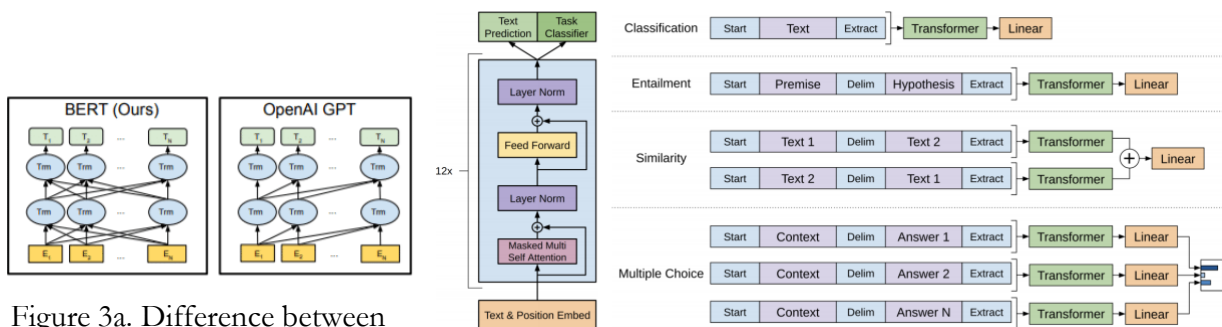 BERT (Ours)
T1 T2 ... TN
Trm Trm ... Trm
Trm Trm ... Trm
E1 E2 ... EN
OpenAI GPT
T1 T2 ... TN
Trm Trm ... Trm
Trm Trm ... Trm
E1 E2 ... EN
Figure 3a. Difference between
Text
Prediction
Task
Classifier
Layer Norm
+
Feed Forward
12x
Layer Norm
+
Masked Multi
Self Attention
Text & Position Embed
Classification Start Text Extract Transformer Linear
Entailment Start Premise Delim Hypothesis Extract Transformer Linear
Similarity
Start Text 1 Delim Text 2 Extract Transformer
+ Linear
Start Text 2 Delim Text 1 Extract Transformer
Multiple Choice
Start Context Delim Answer 1 Extract Transformer Linear
Start Context Delim Answer 2 Extract Transformer Linear
Start Context Delim Answer N Extract Transformer Linear